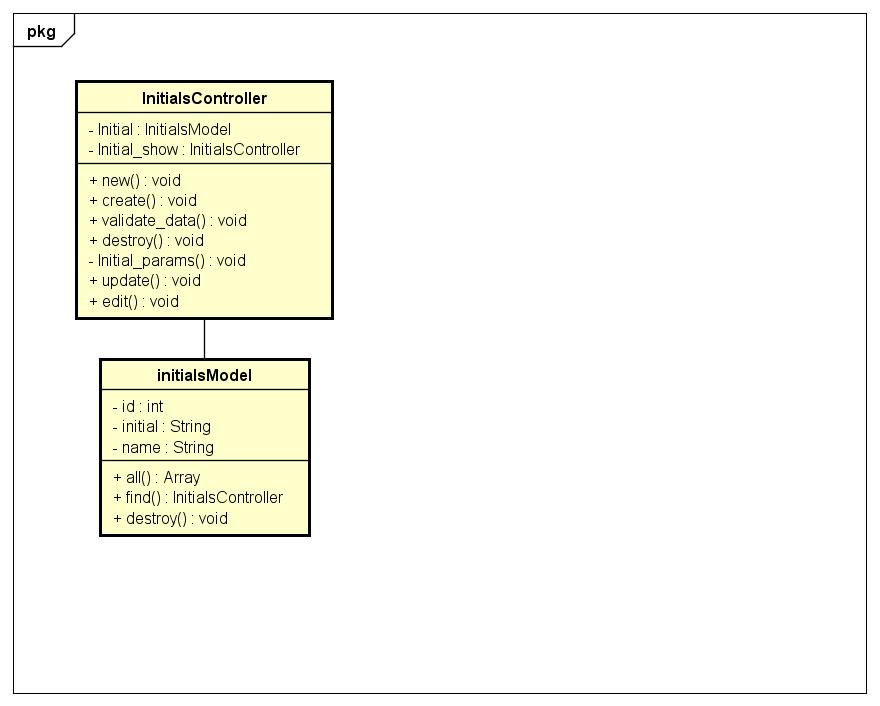 pkg
InitialsController
- Initial : InitialsModel
- Initial_show : InitialsController
+ new() : void
+ create() : void
+ validate_data() : void
+ destroy() : void
- Initial_params() : void
+ update() : void
+ edit() : void
initialsModel
- id : int
- initial : String
- name : String
+ all() : Array
+ find() : InitialsController
+ destroy() : void